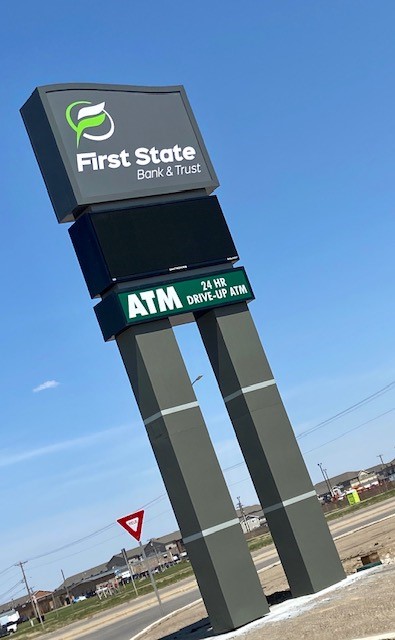 First State
Bank & Trust
ATM
24 HR
DRIVE-UP ATM